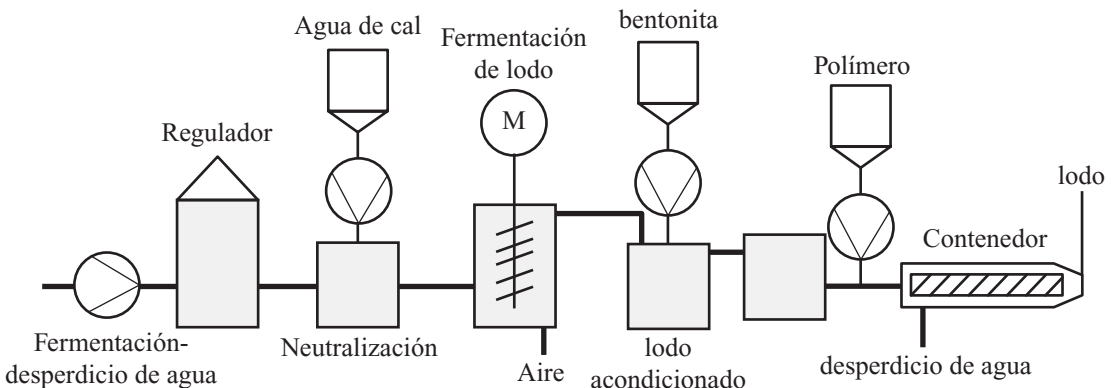 Agua de cal
Fermentación
de lodo
bentonita
Polímero
M
Regulador
lodo
Contenedor
Fermentación-
desperdicio de agua
Neutralización
Aire
lodo
acondicionado
desperdicio de agua